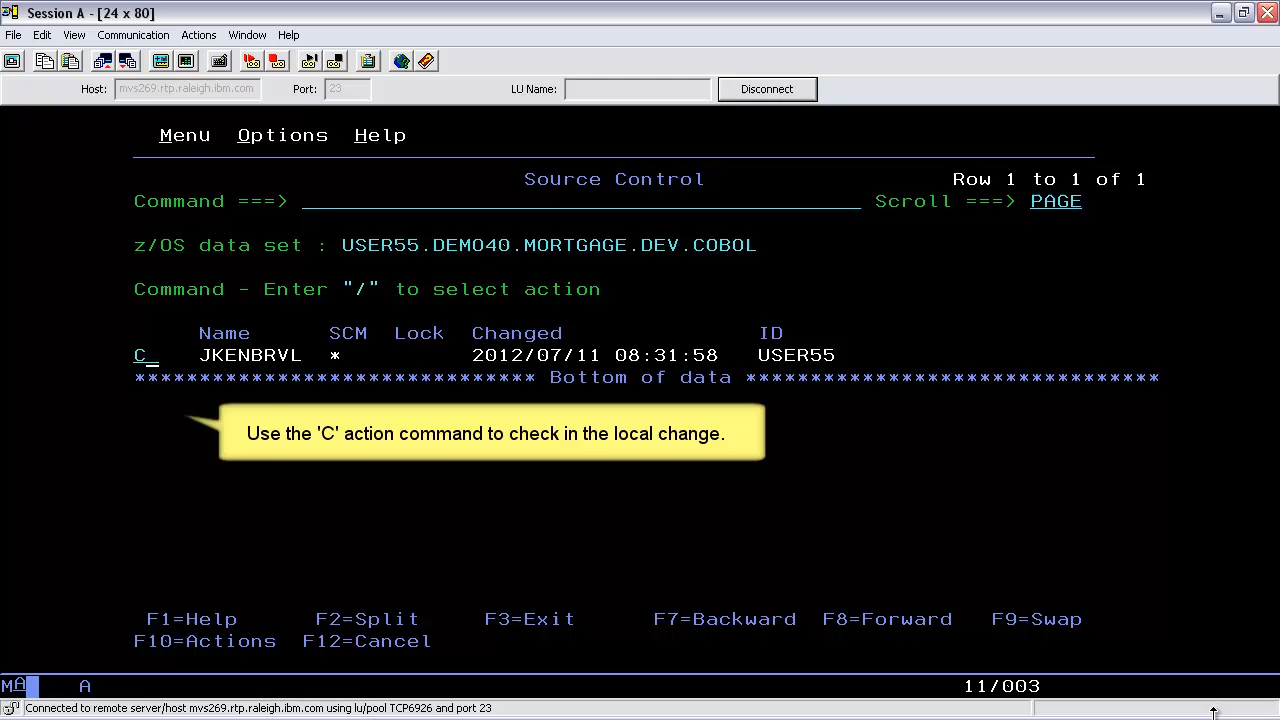 Session A - [24 x 80]
File Edit View Communication Actions Window Help
Host: mvs269.rtp.raleigh.ibm.com Port: 23 LU Name: Disconnect
Menu Options Help
Source Control Row 1 to 1 of 1
Command ===> Scroll ===> PAGE
z/OS data set : USER55.DEMO40.MORTGAGE.DEV.COBOL
Command - Enter "/" to select action
Name SCM Lock Changed ID
C_ JKENBRVL * 2012/07/11 08:31:58 USER55
******************************* Bottom of data ********************************
Use the 'C' action command to check in the local change.
F1=Help F2=Split F3=Exit F7=Backward F8=Forward F9=Swap
F10=Actions F12=Cancel
MA A 11/003
Connected to remote server/host mvs269.rtp.raleigh.ibm.com using lu/pool TCP6926 and port 23